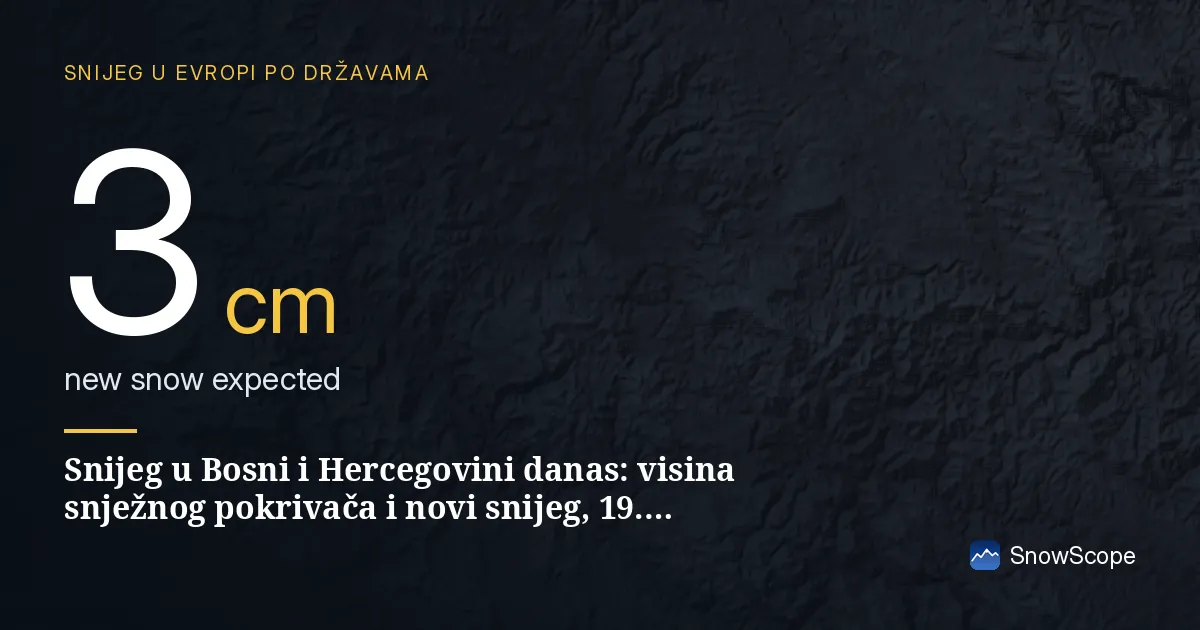 SNIJEG U EVROPI PO DRŽAVAMA
3 cm
new snow expected
Snijeg u Bosni i Hercegovini danas: visina
snježnog pokrivača i novi snijeg, 19....
SnowScope